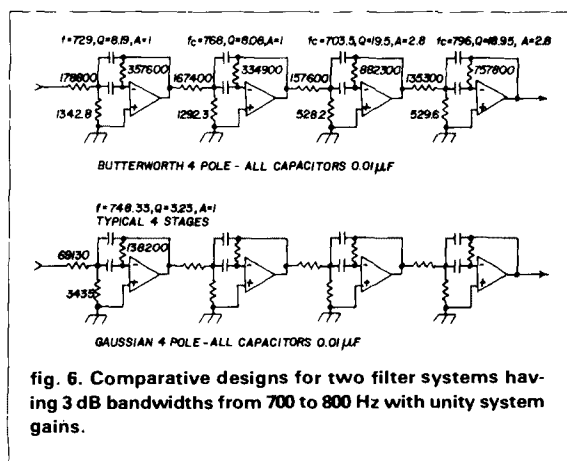 f=729, Q=8.19, A=1
fc=768, Q=8.08, A=1
fc=703.5, Q=19.5, A=2.8
fc=796, Q=18.95, A=2.8
178800
357600
167400
334900
157600
882300
135300
757800
1342.8
1292.3
528.2
529.6
BUTTERWORTH 4 POLE - ALL CAPACITORS 0.01µF
f=748.33, Q=3.23, A=1
TYPICAL 4 STAGES
69130
138200
3435
GAUSSIAN 4 POLE - ALL CAPACITORS 0.01µF
fig. 6. Comparative designs for two filter systems hav-
ing 3 dB bandwidths from 700 to 800 Hz with unity system
gains.